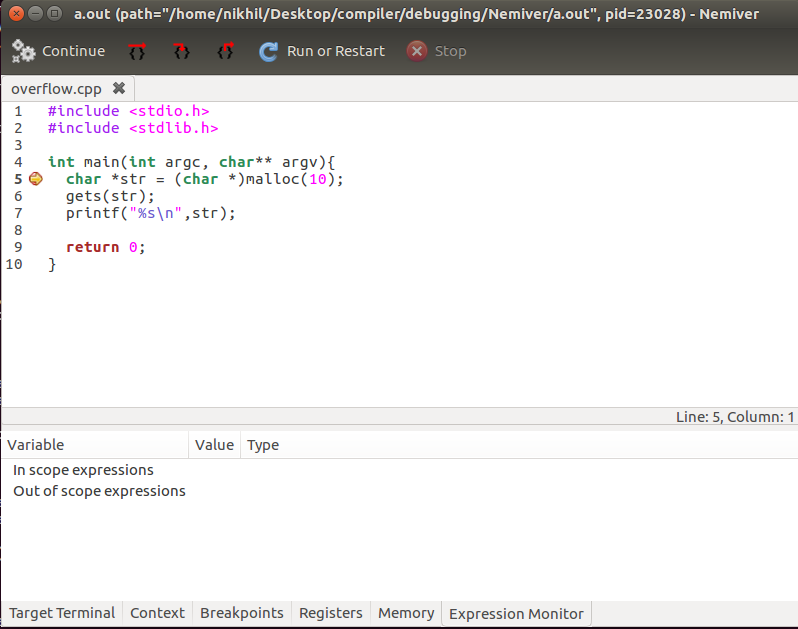 a.out (path="/home/nikhil/Desktop/compiler/debugging/Nemiver/a.out", pid=23028) - Nemiver
Continue Run or Restart Stop
overflow.cpp
1 #include <stdio.h>
2 #include <stdlib.h>
3
4 int main(int argc, char** argv){
5   char *str = (char *)malloc(10);
6   gets(str);
7   printf("%s\n",str);
8
9   return 0;
10 }
Line: 5, Column: 1
Variable Value Type
In scope expressions
Out of scope expressions
Target Terminal Context Breakpoints Registers Memory Expression Monitor